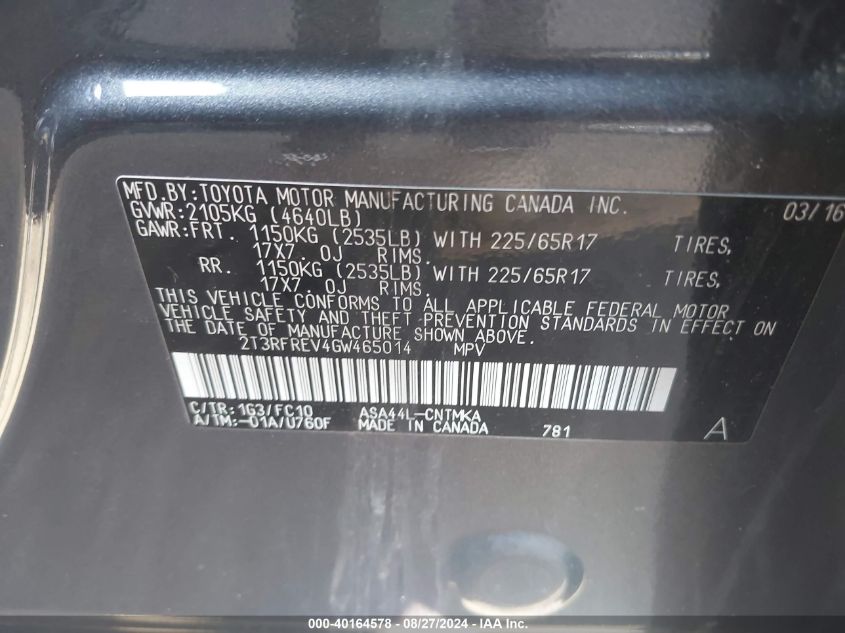 MFD.BY:TOYOTA MOTOR MANUFACTURING CANADA INC. 03/16
GVWR:2105KG (4640LB)
GAWR:FRT. 1150KG (2535LB) WITH 225/65R17 TIRES,
17X7. 0J RIMS.
RR. 1150KG (2535LB) WITH 225/65R17 TIRES,
17X7. 0J RIMS
THIS VEHICLE CONFORMS TO ALL APPLICABLE FEDERAL MOTOR
VEHICLE SAFETY AND THEFT PREVENTION STANDARDS IN EFFECT ON
THE DATE OF MANUFACTURE SHOWN ABOVE.
2T3RFREV4GW465014 MPV
C/TR:1G3/FC10 ASA44L-CNTMKA
A/TM:-01A/U760F MADE IN CANADA 781 A
000-40164578 - 08/27/2024 - IAA Inc.